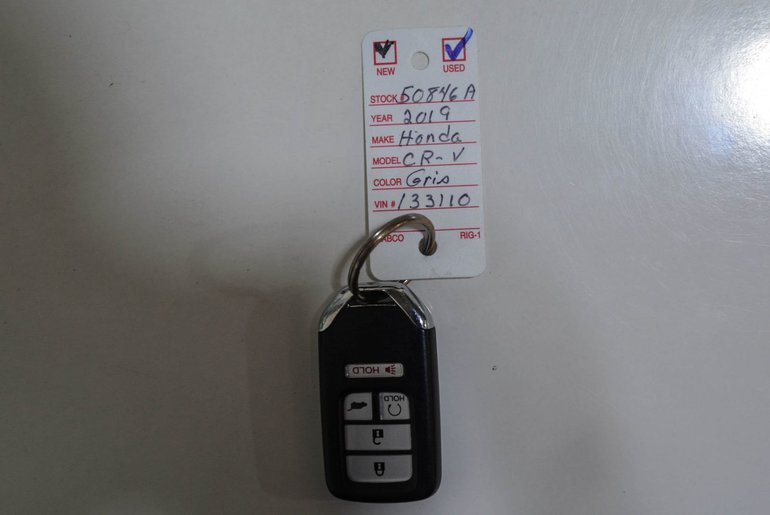 NEW USED
STOCK# 50846A
YEAR 2019
MAKE Honda
MODEL CR-V
COLOR Gris
VIN # 133110
RIG-1
HOLD
HOLD